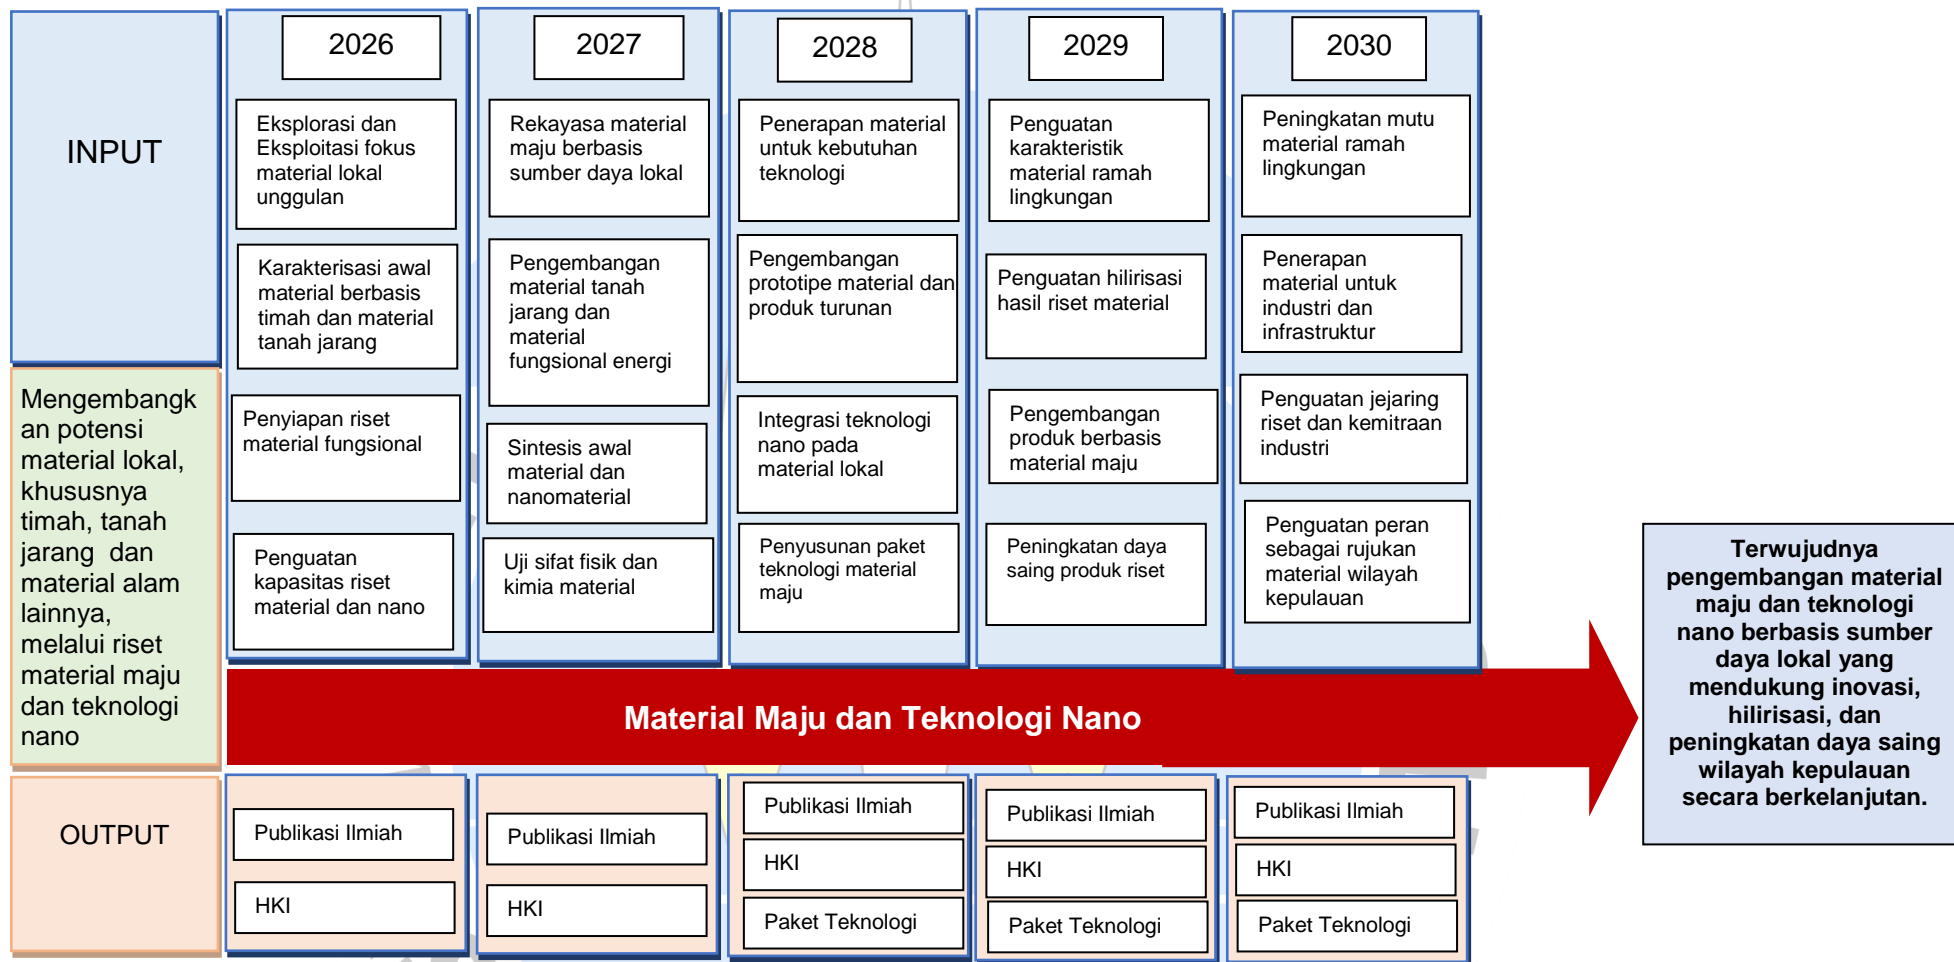 INPUT
Mengembangk
an potensi
material lokal,
khususnya
timah, tanah
jarang dan
material alam
lainnya,
melalui riset
material maju
dan teknologi
nano
OUTPUT
2026
Eksplorasi dan
Eksploitasi fokus
material lokal
unggulan
Karakterisasi awal
material berbasis
timah dan material
tanah jarang
Penyiapan riset
material fungsional
Penguatan
kapasitas riset
material dan nano
2027
Rekayasa material
maju berbasis
sumber daya lokal
Pengembangan
material tanah
jarang dan
material
fungsional energi
Sintesis awal
material dan
nanomaterial
Uji sifat fisik dan
kimia material
2028
Penerapan material
untuk kebutuhan
teknologi
Pengembangan
prototipe material dan
produk turunan
Integrasi teknologi
nano pada
material lokal
Penyusunan paket
teknologi material
maju
2029
Penguatan
karakteristik
material ramah
lingkungan
Penguatan hilirisasi
hasil riset material
Pengembangan
produk berbasis
material maju
Peningkatan daya
saing produk riset
2030
Peningkatan mutu
material ramah
lingkungan
Penerapan
material untuk
industri dan
infrastruktur
Penguatan jejaring
riset dan kemitraan
industri
Penguatan peran
sebagai rujukan
material wilayah
kepulauan
Material Maju dan Teknologi Nano
Publikasi Ilmiah
HKI
Publikasi Ilmiah
HKI
Publikasi Ilmiah
HKI
Paket Teknologi
Publikasi Ilmiah
HKI
Paket Teknologi
Publikasi Ilmiah
HKI
Paket Teknologi
Terwujudnya
pengembangan material
maju dan teknologi
nano berbasis sumber
daya lokal yang
mendukung inovasi,
hilirisasi, dan
peningkatan daya saing
wilayah kepulauan
secara berkelanjutan.